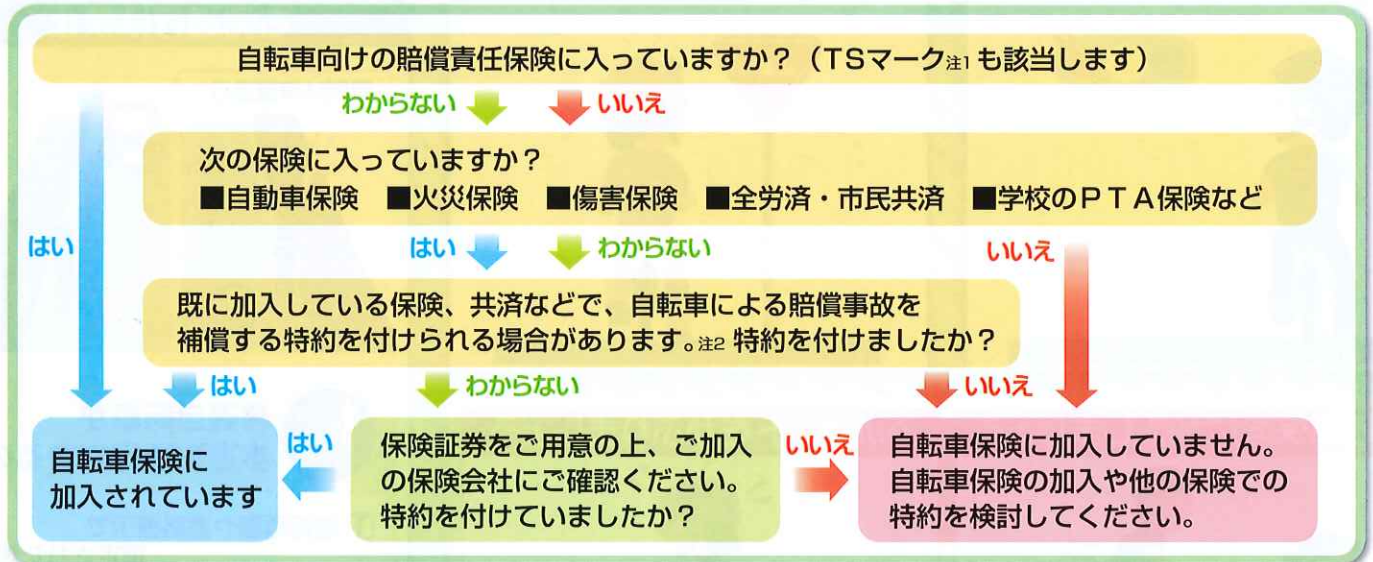 自転車向けの賠償責任保険に入っていますか？（TSマーク注1も該当します）
わからない いいえ
次の保険に入っていますか？
■自動車保険 ■火災保険 ■傷害保険 ■全労済・市民共済 ■学校のＰＴＡ保険など
はい はい わからない いいえ
既に加入している保険、共済などで、自転車による賠償事故を
補償する特約を付けられる場合があります。注2 特約を付けましたか？
はい わからない いいえ
自転車保険に
加入されています
はい
保険証券をご用意の上、ご加入
の保険会社にご確認ください。
特約を付けていましたか？
いいえ
自転車保険に加入していません。
自転車保険の加入や他の保険での
特約を検討してください。